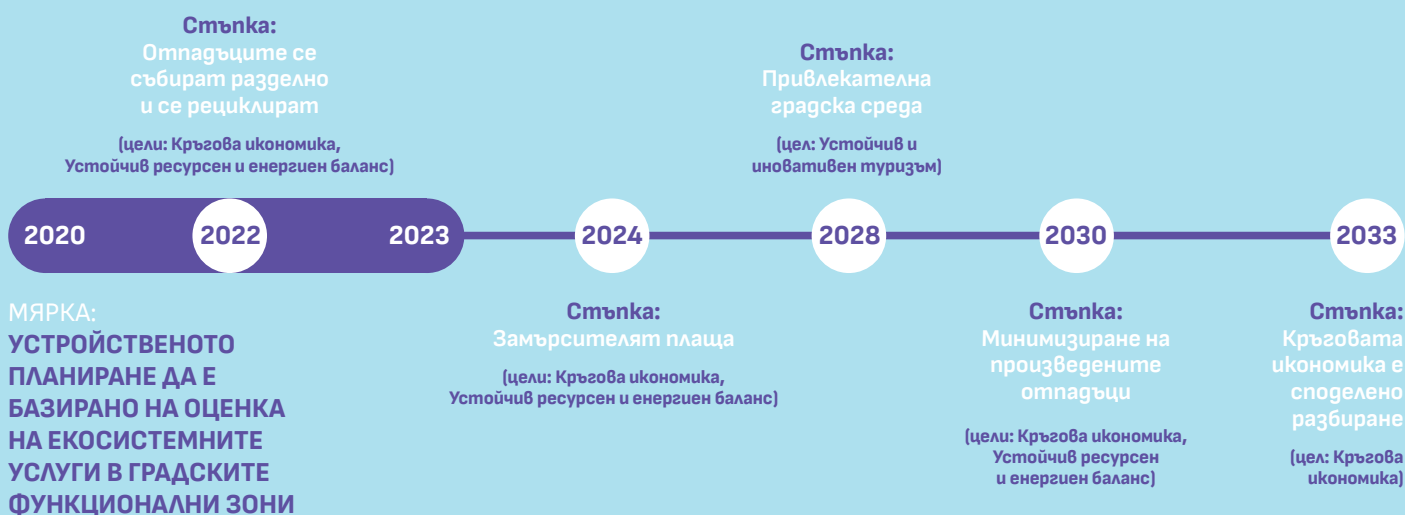 Стъпка:
Отпадъците се
събират разделно
и се рециклират
(цели: Кръгова икономика,
Устойчив ресурсен и енергиен баланс)
Стъпка:
Привлекателна
градска среда
(цел: Устойчив и
иновативен туризъм)
2020
2022
2023
2024
2028
2030
2033
МЯРКА:
УСТРОЙСТВЕНОТО
ПЛАНИРАНЕ ДА Е
БАЗИРАНО НА ОЦЕНКА
НА ЕКОСИСТЕМНИТЕ
УСЛУГИ В ГРАДСКИТЕ
ФУНКЦИОНАЛНИ ЗОНИ
Стъпка:
Замърсителят плаща
(цели: Кръгова икономика,
Устойчив ресурсен и енергиен баланс)
Стъпка:
Минимизиране на
произведените
отпадъци
(цели: Кръгова икономика,
Устойчив ресурсен
и енергиен баланс)
Стъпка:
Кръговата
икономика е
споделено
разбиране
(цел: Кръгова
икономика)